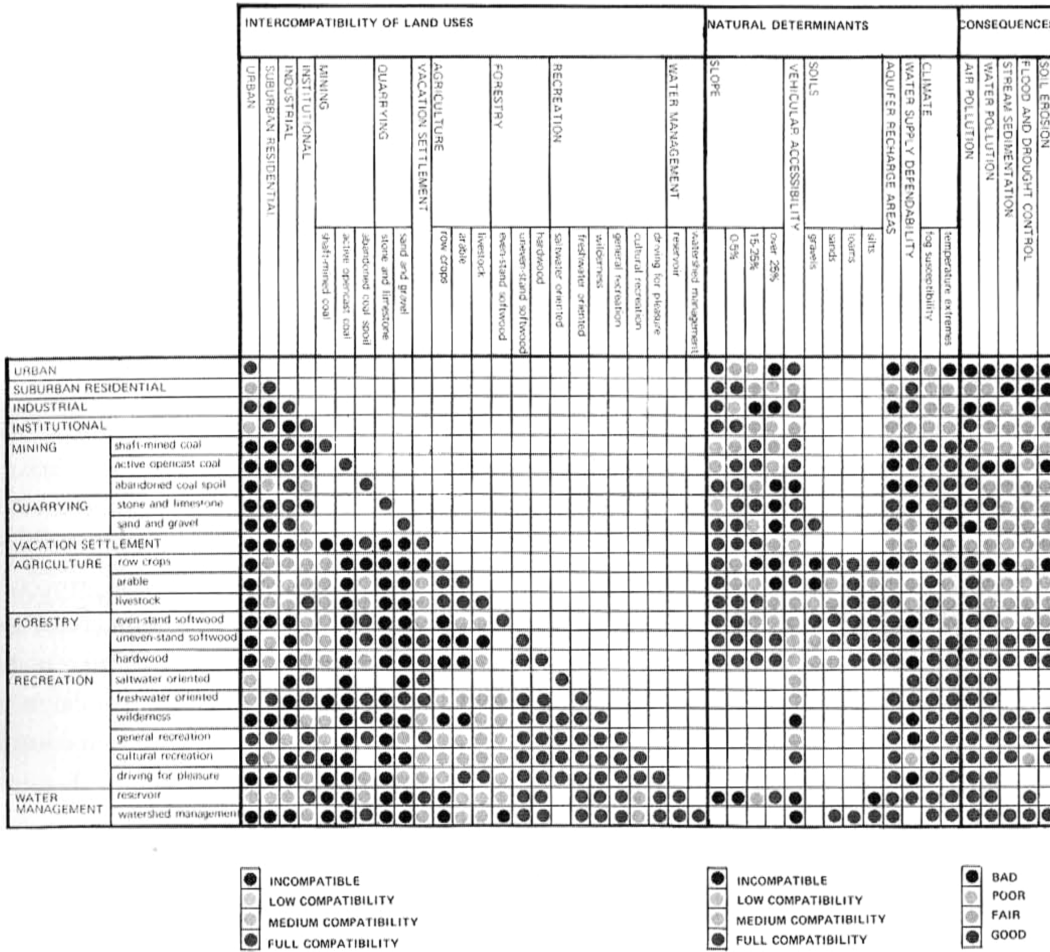 INTERCOMPATIBILITY OF LAND USES
NATURAL DETERMINANTS
CONSEQUENCES
URBAN
SUBURBAN RESIDENTIAL
INDUSTRIAL
INSTITUTIONAL
MINING
QUARRYING
VACATION SETTLEMENT
AGRICULTURE
FORESTRY
RECREATION
WATER MANAGEMENT
SLOPE
VEHICULAR ACCESSIBILITY
SOILS
AQUIFER RECHARGE AREAS
WATER SUPPLY DEPENDABILITY
CLIMATE
AIR POLLUTION
WATER POLLUTION
STREAM SEDIMENTATION
FLOOD AND DROUGHT CONTROL
SOIL EROSION
shaft-mined coal
active opencast coal
abandoned coal spoil
stone and limestone
sand and gravel
row crops
arable
livestock
even-stand softwood
uneven-stand softwood
hardwood
saltwater oriented
freshwater oriented
wilderness
general recreation
cultural recreation
driving for pleasure
reservoir
watershed management
0-5%
15-25%
over 25%
gravels
sands
loams
silts
fog susceptibility
temperature extremes
URBAN
SUBURBAN RESIDENTIAL
INDUSTRIAL
INSTITUTIONAL
MINING shaft-mined coal
active opencast coal
abandoned coal spoil
QUARRYING stone and limestone
sand and gravel
VACATION SETTLEMENT
AGRICULTURE row crops
arable
livestock
FORESTRY even-stand softwood
uneven-stand softwood
hardwood
RECREATION saltwater oriented
freshwater oriented
wilderness
general recreation
cultural recreation
driving for pleasure
WATER MANAGEMENT reservoir
watershed management
INCOMPATIBLE
LOW COMPATIBILITY
MEDIUM COMPATIBILITY
FULL COMPATIBILITY
INCOMPATIBLE
LOW COMPATIBILITY
MEDIUM COMPATIBILITY
FULL COMPATIBILITY
BAD
POOR
FAIR
GOOD